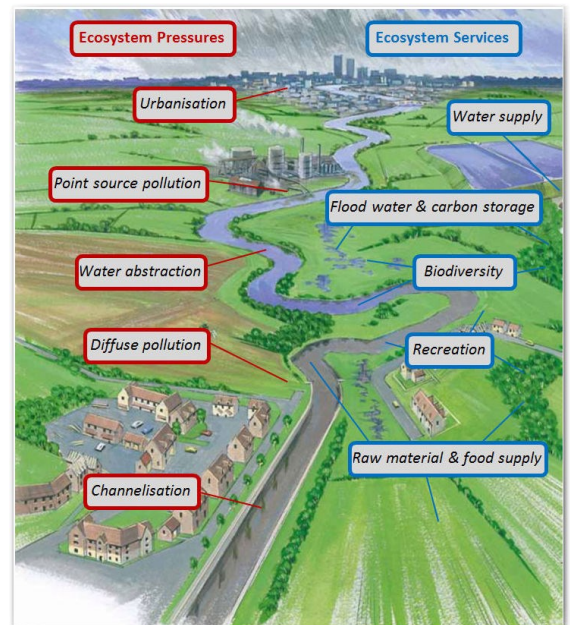 Ecosystem Pressures
Ecosystem Services
Urbanisation
Water supply
Point source pollution
Flood water & carbon storage
Water abstraction
Biodiversity
Diffuse pollution
Recreation
Raw material & food supply
Channelisation